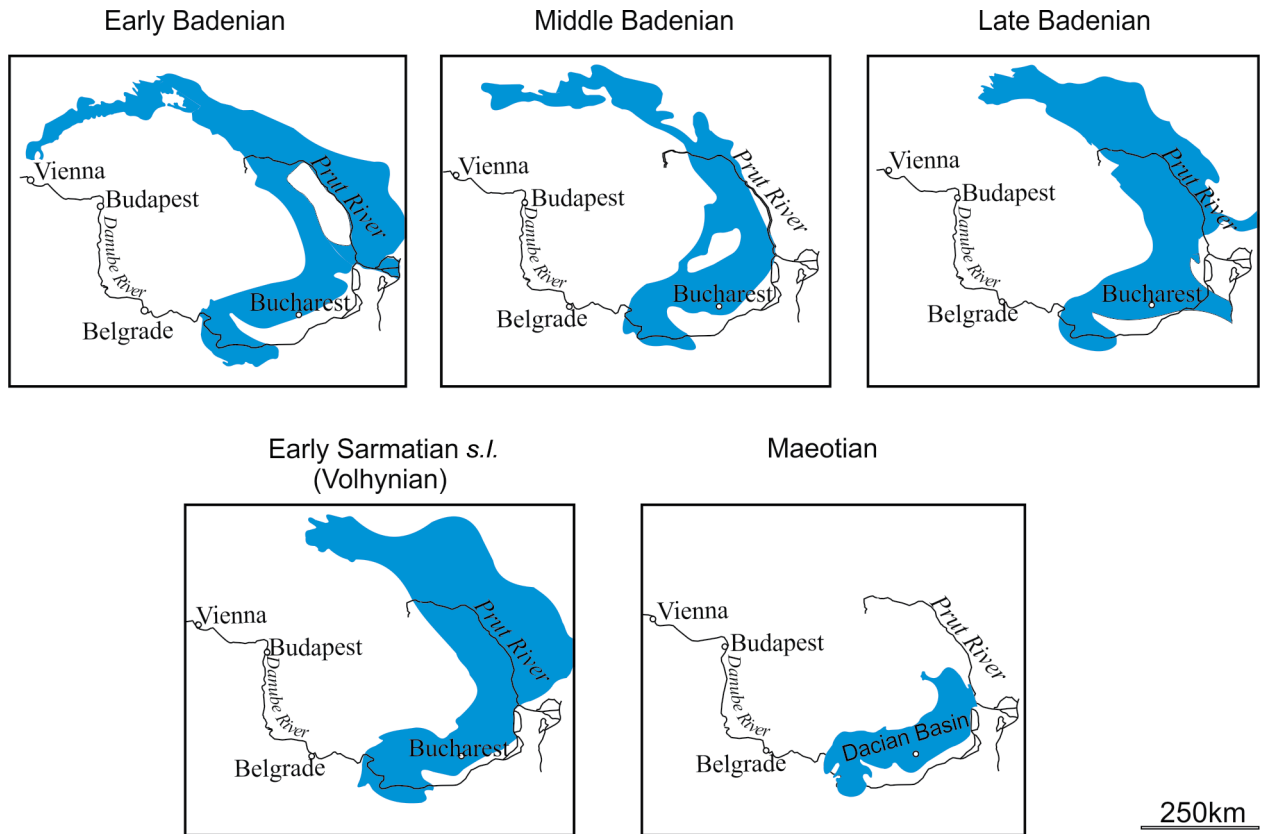 Early Badenian
Middle Badenian
Late Badenian
Vienna
Budapest
Danube River
Belgrade
Bucharest
Prut River
Vienna
Budapest
Danube River
Belgrade
Bucharest
Prut River
Vienna
Budapest
Danube River
Belgrade
Bucharest
Prut River
Early Sarmatian s.l.
(Volhynian)
Maeotian
Vienna
Budapest
Danube River
Belgrade
Bucharest
Prut River
Vienna
Budapest
Danube River
Belgrade
Dacian Basin
Prut River
250km